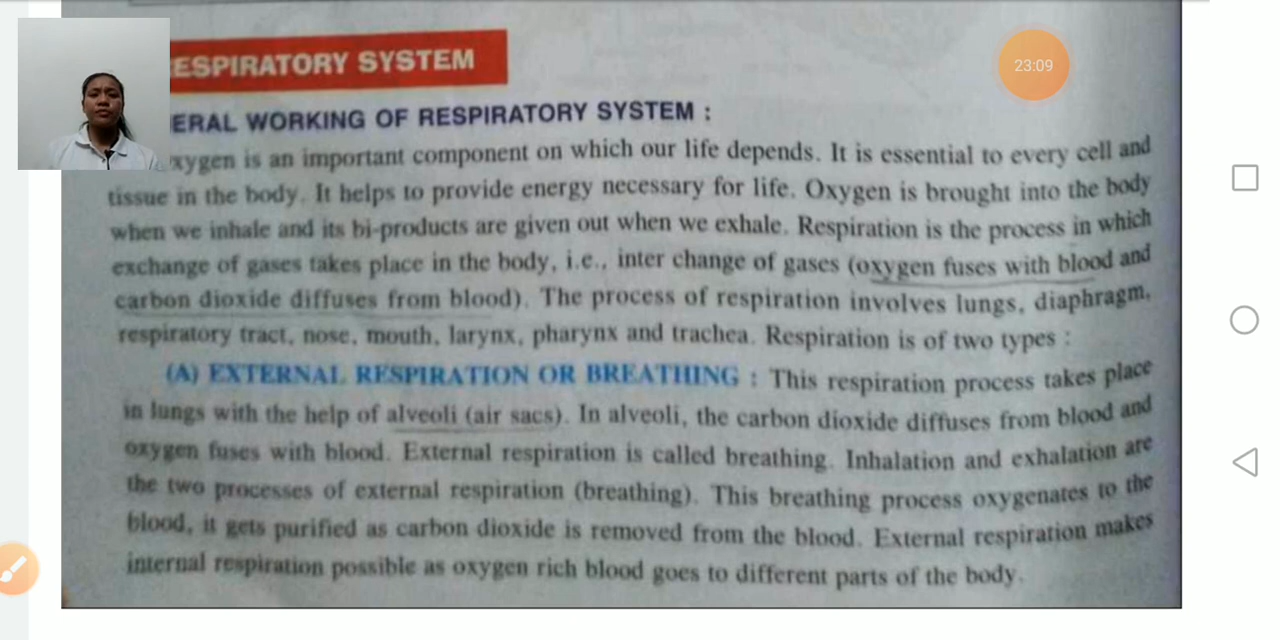 ESPIRATORY SYSTEM
23:09
ERAL WORKING OF RESPIRATORY SYSTEM :
xygen is an important component on which our life depends. It is essential to every cell and
tissue in the body. It helps to provide energy necessary for life. Oxygen is brought into the body
when we inhale and its bi-products are given out when we exhale. Respiration is the process in which
exchange of gases takes place in the body, i.e., inter change of gases (oxygen fuses with blood and
carbon dioxide diffuses from blood). The process of respiration involves lungs, diaphragm,
respiratory tract, nose, mouth, larynx, pharynx and trachea. Respiration is of two types :
(A) EXTERNAL RESPIRATION OR BREATHING : This respiration process takes place
in lungs with the help of alveoli (air sacs). In alveoli, the carbon dioxide diffuses from blood and
oxygen fuses with blood. External respiration is called breathing. Inhalation and exhalation are
the two processes of external respiration (breathing). This breathing process oxygenates to the
blood, it gets purified as carbon dioxide is removed from the blood. External respiration makes
internal respiration possible as oxygen rich blood goes to different parts of the body.